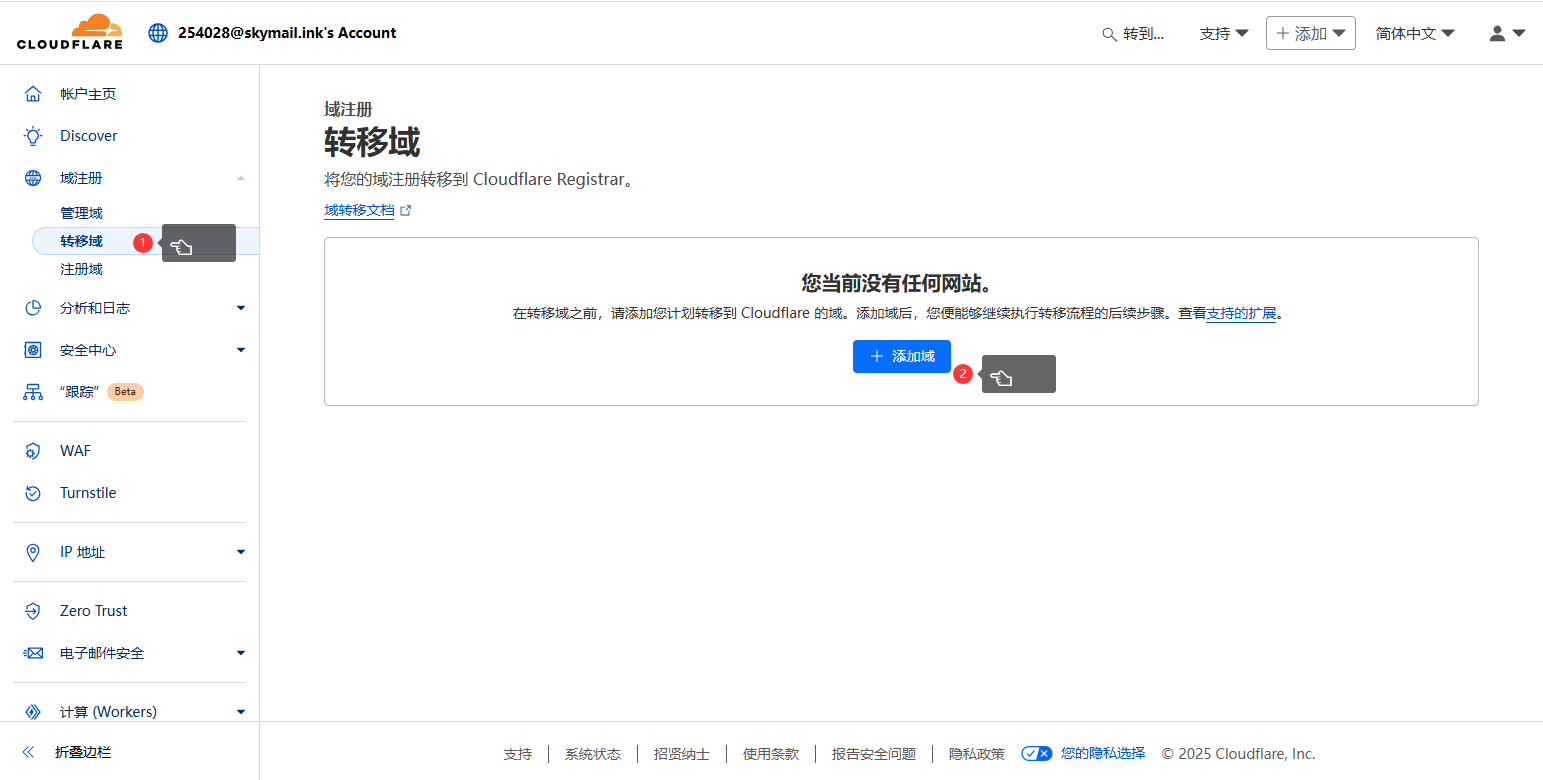 CLOUDFLARE
254028@skymail.ink's Account
转到...
支持
添加
简体中文
帐户主页
Discover
域注册
管理域
转移域
1
注册域
分析和日志
安全中心
“跟踪” Beta
WAF
Turnstile
IP 地址
Zero Trust
电子邮件安全
计算 (Workers)
折叠边栏
域注册
转移域
将您的域注册转移到 Cloudflare Registrar。
域转移文档
您当前没有任何网站。
在转移域之前，请添加您计划转移到 Cloudflare 的域。添加域后，您便能够继续执行转移流程的后续步骤。查看支持的扩展。
添加域
2
支持
系统状态
招贤纳士
使用条款
报告安全问题
隐私政策
您的隐私选择
© 2025 Cloudflare, Inc.